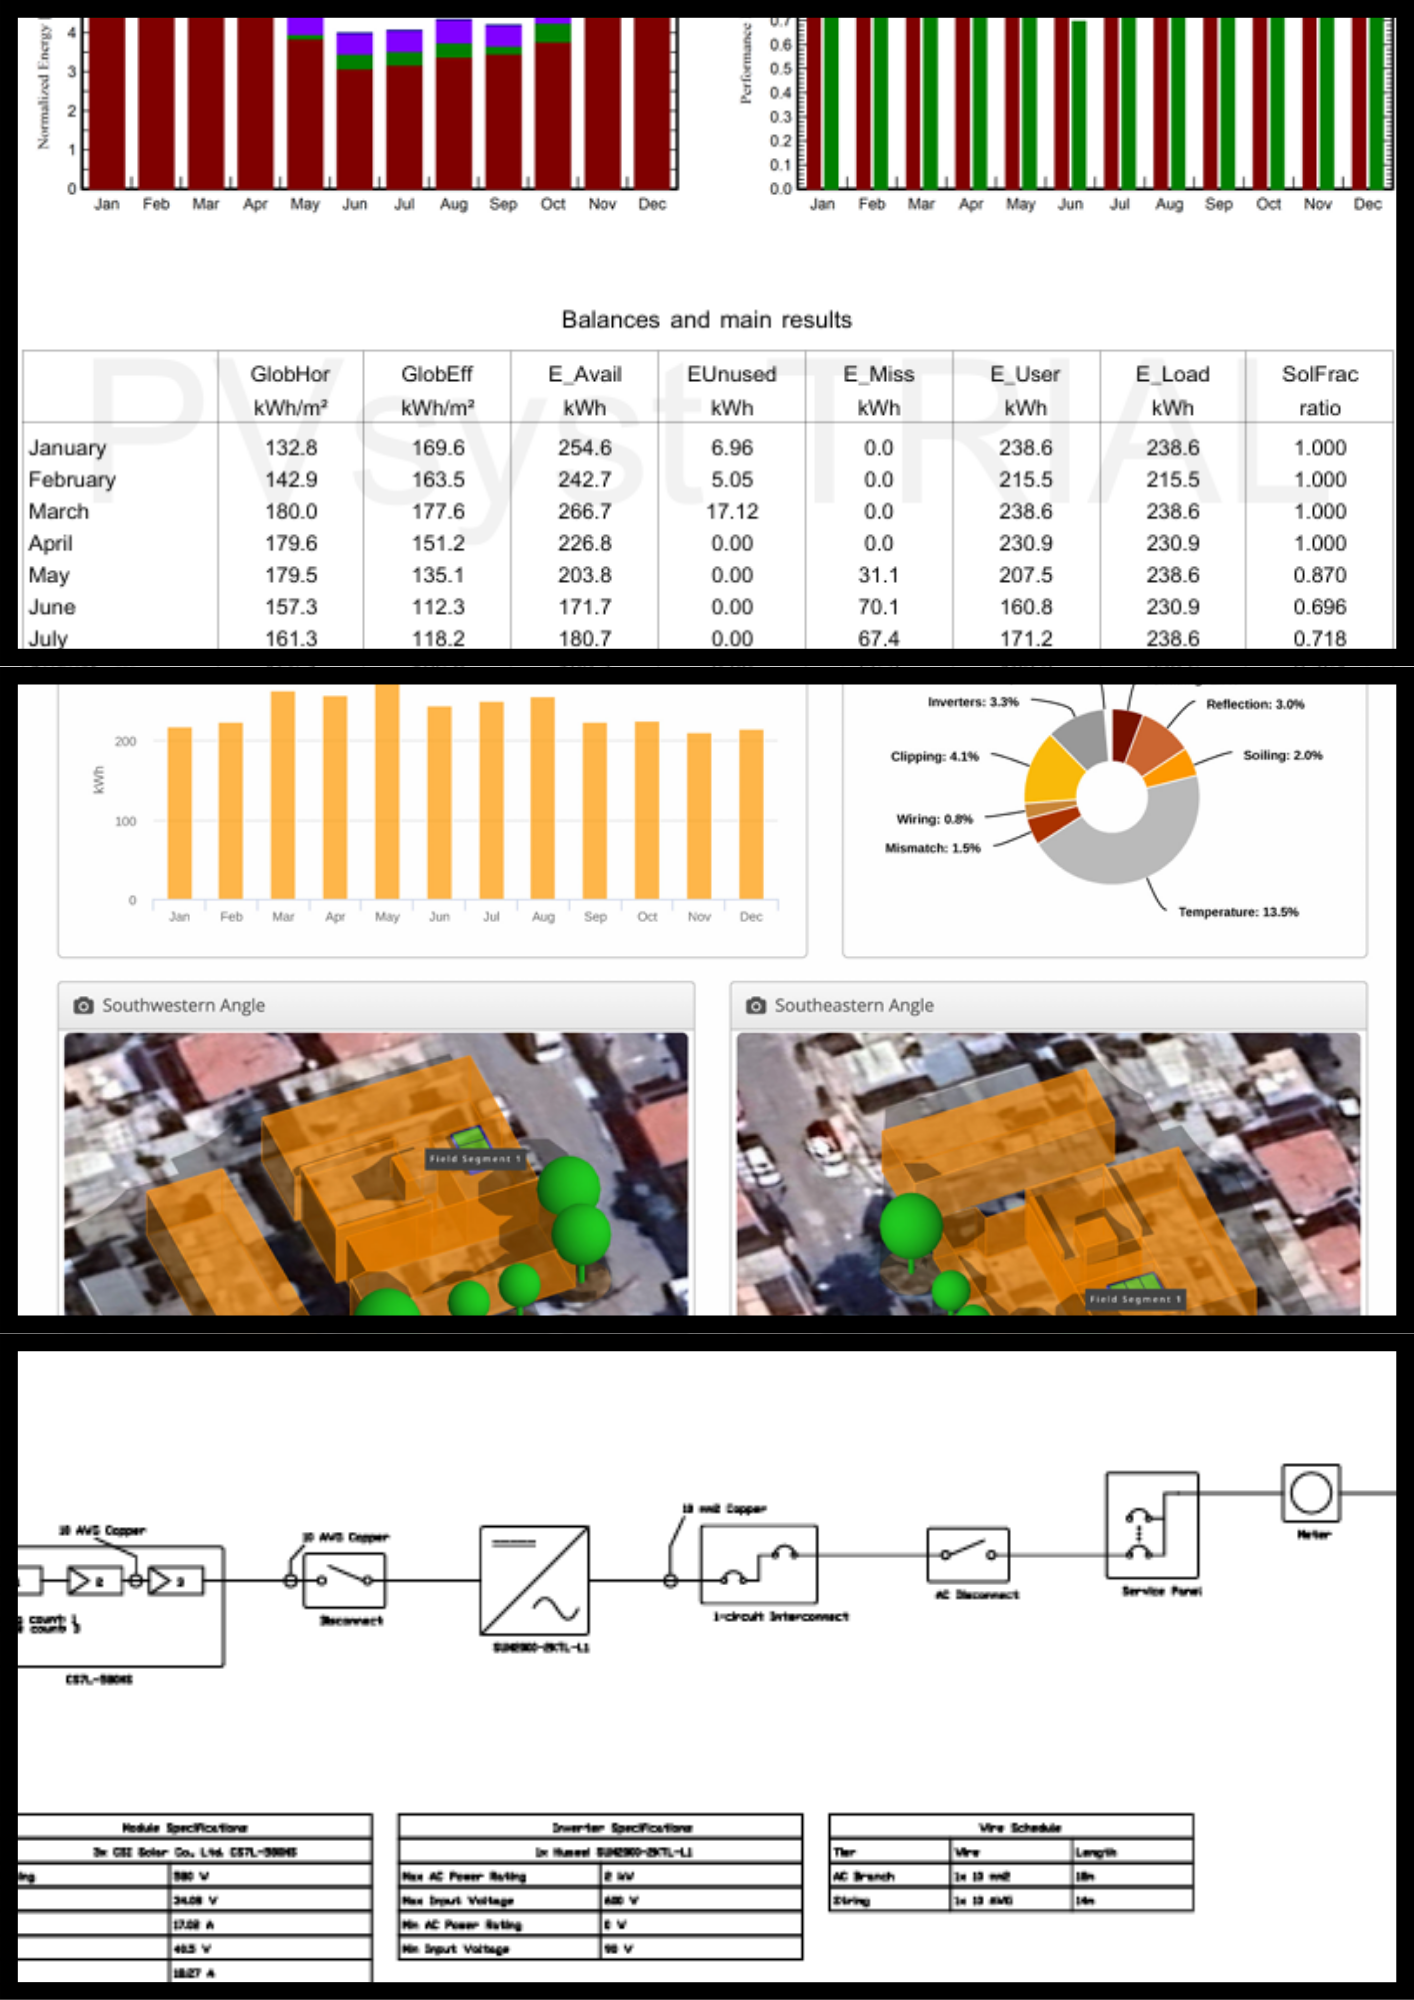 Normalized Energy
4
3
2
1
0
Jan Feb Mar Apr May Jun Jul Aug Sep Oct Nov Dec
Performance
0.7
0.6
0.5
0.4
0.3
0.2
0.1
0.0
Jan Feb Mar Apr May Jun Jul Aug Sep Oct Nov Dec
Balances and main results
PVsyst TRIAL
GlobHor GlobEff E_Avail EUnused E_Miss E_User E_Load SolFrac
kWh/m² kWh/m² kWh kWh kWh kWh kWh ratio
January 132.8 169.6 254.6 6.96 0.0 238.6 238.6 1.000
February 142.9 163.5 242.7 5.05 0.0 215.5 215.5 1.000
March 180.0 177.6 266.7 17.12 0.0 238.6 238.6 1.000
April 179.6 151.2 226.8 0.00 0.0 230.9 230.9 1.000
May 179.5 135.1 203.8 0.00 31.1 207.5 238.6 0.870
June 157.3 112.3 171.7 0.00 70.1 160.8 230.9 0.696
July 161.3 118.2 180.7 0.00 67.4 171.2 238.6 0.718
kWh
200
100
0
Jan Feb Mar Apr May Jun Jul Aug Sep Oct Nov Dec
Inverters: 3.3%
Reflection: 3.0%
Clipping: 4.1%
Soiling: 2.0%
Wiring: 0.8%
Mismatch: 1.5%
Temperature: 13.5%
Southwestern Angle
Southeastern Angle
Field Segment 1
Field Segment 1
10 AWG Copper
10 AWG Copper
10 mm2 Copper
2
3
count: 1
count: 3
Disconnect
SUN2000-2KTL-L1
1-circuit Interconnect
AC Disconnect
Service Panel
Meter
CS7L-580MS
Module Specifications
3x CSI Solar Co., Ltd. CS7L-580MS
580 V
34.08 V
17.02 A
40.5 V
18.27 A
Inverter Specifications
1x Huawei SUN2000-2KTL-L1
Max AC Power Rating 2 kW
Max Input Voltage 600 V
Min AC Power Rating 0 W
Min Input Voltage 90 V
Wire Schedule
Tier Wire Length
AC Branch 1x 10 mm2
String 1x 10 AWG 14m